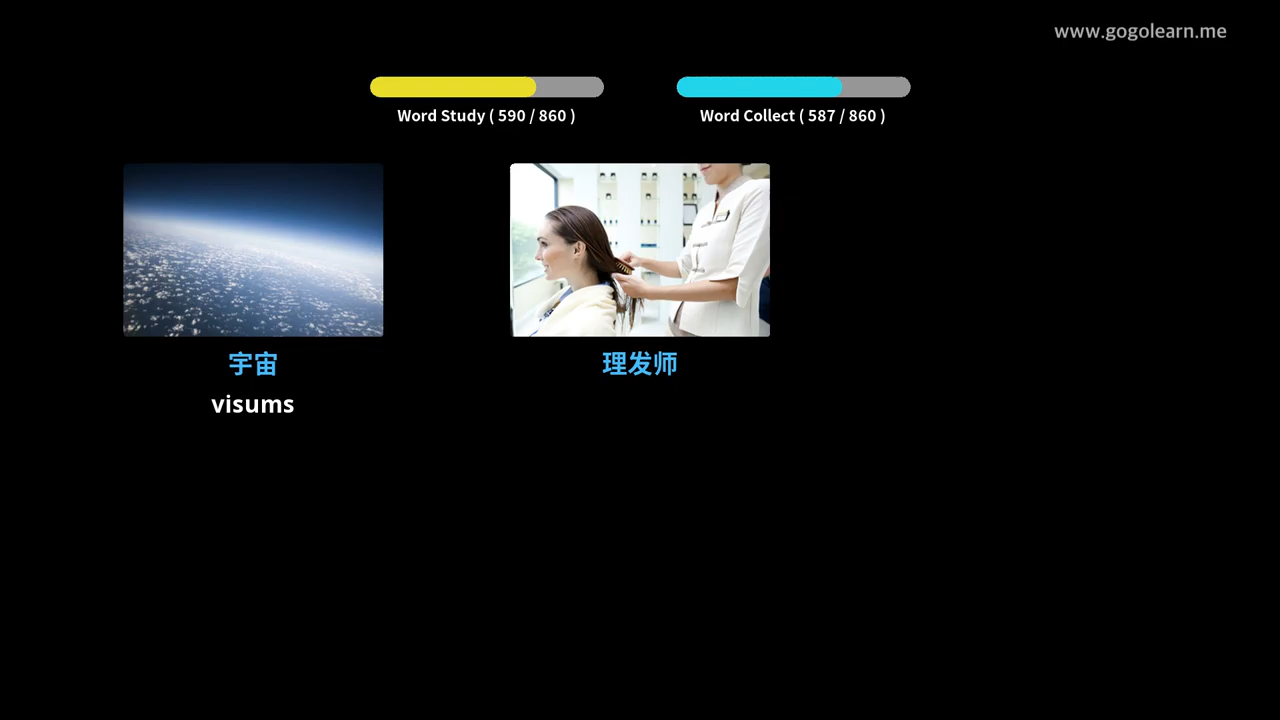 www.gogolearn.me
Word Study ( 590 / 860 )
Word Collect ( 587 / 860 )
宇宙
visums
理发师